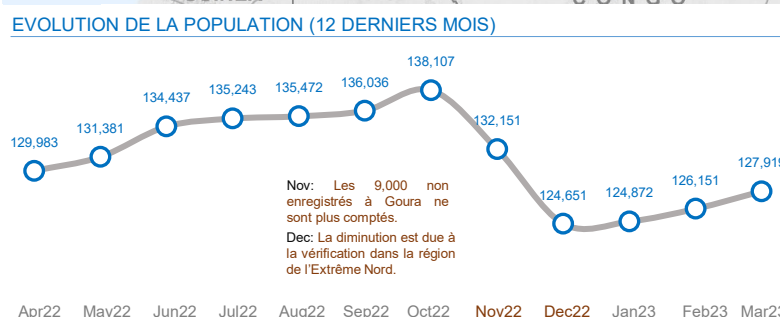 EVOLUTION DE LA POPULATION (12 DERNIERS MOIS)
129,983
131,381
134,437
135,243
135,472
136,036
138,107
132,151
124,651
124,872
126,151
127,919
Nov: Les 9,000 non
enregistrés à Goura ne
sont plus comptés.
Dec: La diminution est due à
la vérification dans la région
de l'Extrême Nord.
Apr22 May22 Jun22 Jul22 Aug22 Sep22 Oct22 Nov22 Dec22 Jan23 Feb23 Mar23